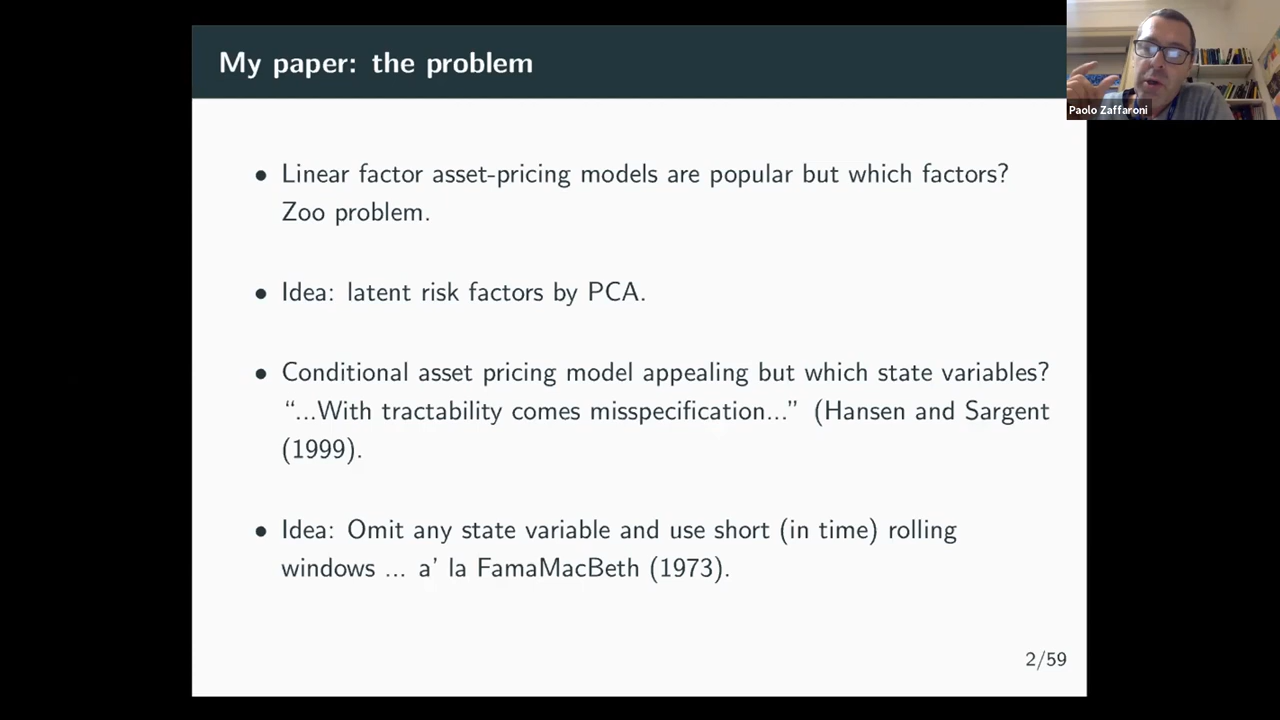 My paper: the problem
Paolo Zaffaroni
• Linear factor asset-pricing models are popular but which factors?
Zoo problem.
• Idea: latent risk factors by PCA.
• Conditional asset pricing model appealing but which state variables?
“...With tractability comes misspecification...” (Hansen and Sargent
(1999).
• Idea: Omit any state variable and use short (in time) rolling
windows ... a’ la FamaMacBeth (1973).
2/59